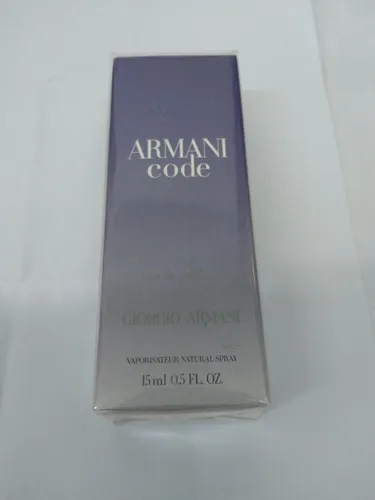 ARMANI
code
GIORGIO ARMANI
VAPORISATEUR NATURAL SPRAY
15 ml 0.5 FL. OZ.